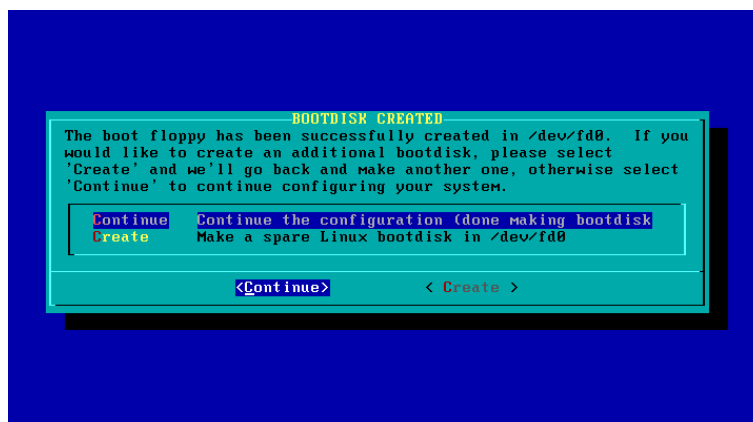 BOOTDISK CREATED
The boot floppy has been successfully created in /dev/fd0. If you
would like to create an additional bootdisk, please select
'Create' and we'll go back and make another one, otherwise select
'Continue' to continue configuring your system.
Continue Continue the configuration (done making bootdisk
Create Make a spare Linux bootdisk in /dev/fd0
<Continue> < Create >